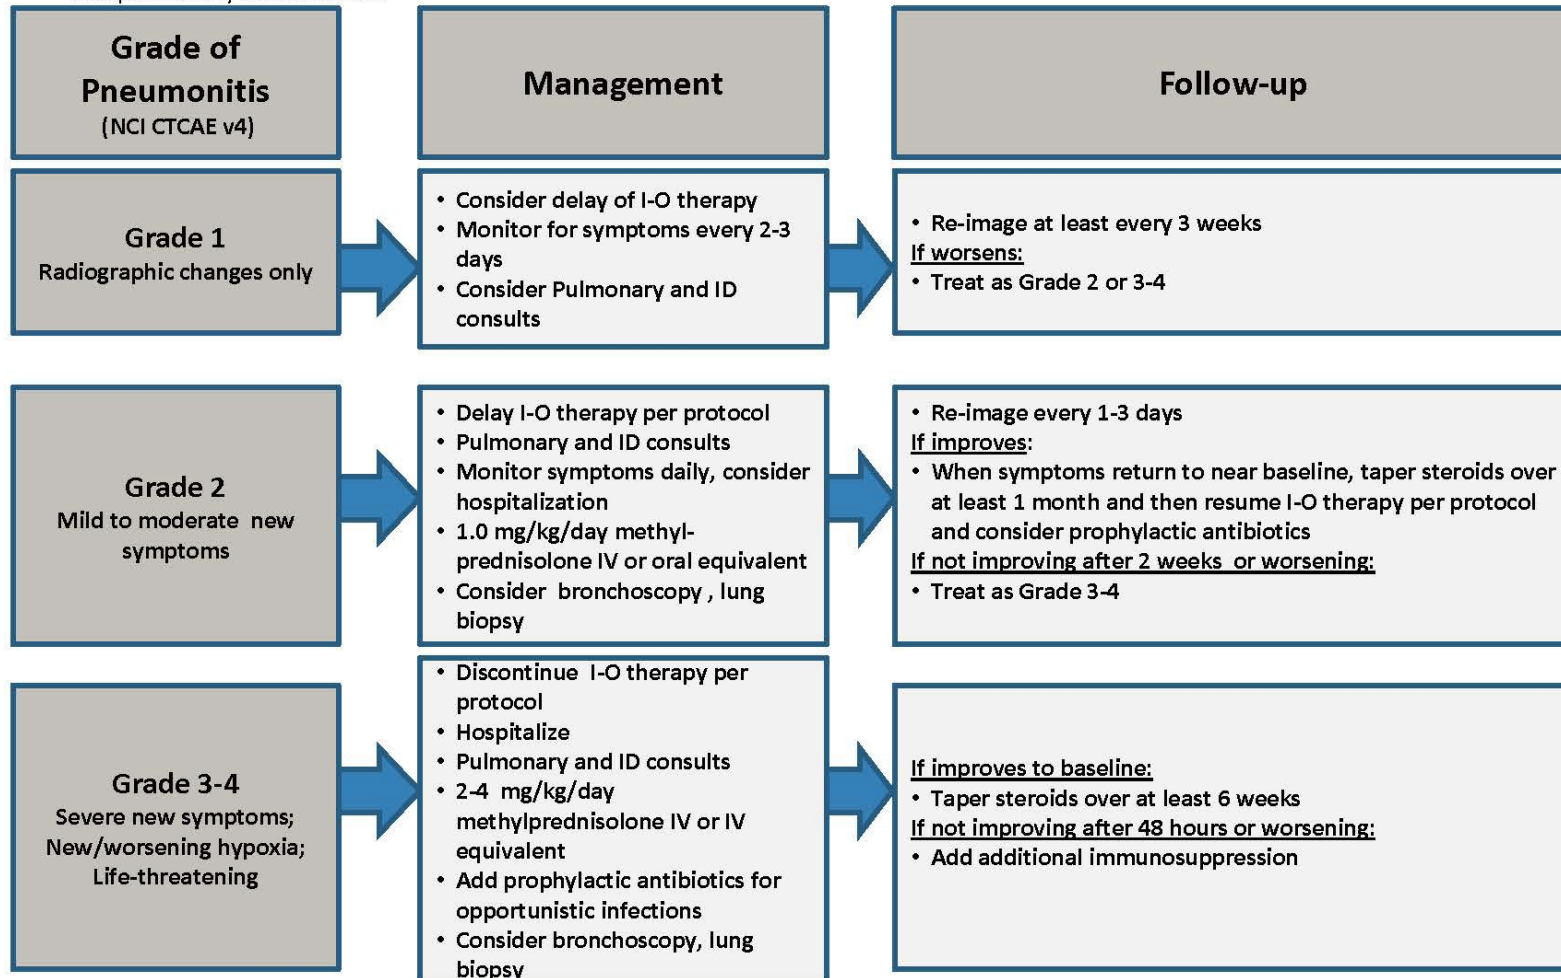 Grade of
Pneumonitis
(NCI CTCAE v4)
Management
Follow-up
Grade 1
Radiographic changes only
• Consider delay of I-O therapy
• Monitor for symptoms every 2-3
days
• Consider Pulmonary and ID
consults
• Re-image at least every 3 weeks
If worsens:
• Treat as Grade 2 or 3-4
Grade 2
Mild to moderate new
symptoms
• Delay I-O therapy per protocol
• Pulmonary and ID consults
• Monitor symptoms daily, consider
hospitalization
• 1.0 mg/kg/day methyl-
prednisolone IV or oral equivalent
• Consider bronchoscopy , lung
biopsy
• Re-image every 1-3 days
If improves:
• When symptoms return to near baseline, taper steroids over
at least 1 month and then resume I-O therapy per protocol
and consider prophylactic antibiotics
If not improving after 2 weeks or worsening:
• Treat as Grade 3-4
Grade 3-4
Severe new symptoms;
New/worsening hypoxia;
Life-threatening
• Discontinue I-O therapy per
protocol
• Hospitalize
• Pulmonary and ID consults
• 2-4 mg/kg/day
methylprednisolone IV or IV
equivalent
• Add prophylactic antibiotics for
opportunistic infections
• Consider bronchoscopy, lung
biopsy
If improves to baseline:
• Taper steroids over at least 6 weeks
If not improving after 48 hours or worsening:
• Add additional immunosuppression